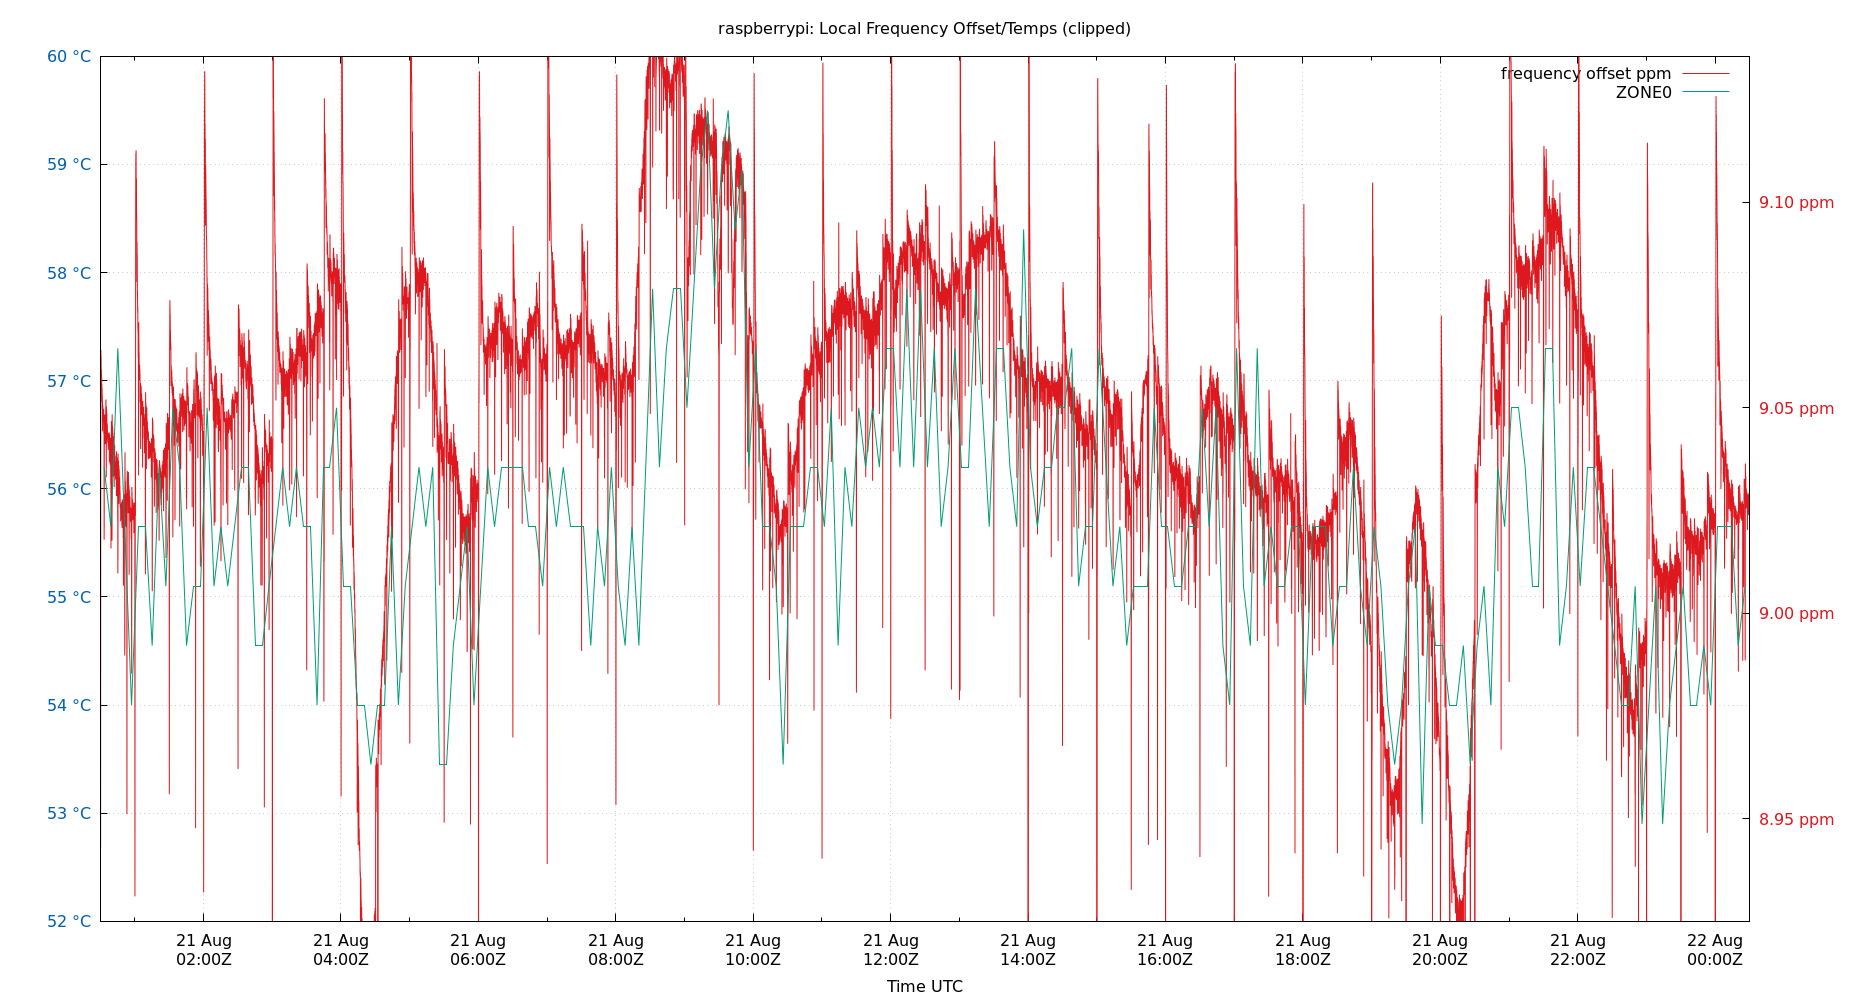 raspberrypi: Local Frequency Offset/Temps (clipped)
frequency offset ppm
ZONE0
60 °C
59 °C
58 °C
57 °C
56 °C
55 °C
54 °C
53 °C
52 °C
9.10 ppm
9.05 ppm
9.00 ppm
8.95 ppm
21 Aug
02:00Z
21 Aug
04:00Z
21 Aug
06:00Z
21 Aug
08:00Z
21 Aug
10:00Z
21 Aug
12:00Z
21 Aug
14:00Z
21 Aug
16:00Z
21 Aug
18:00Z
21 Aug
20:00Z
21 Aug
22:00Z
22 Aug
00:00Z
Time UTC